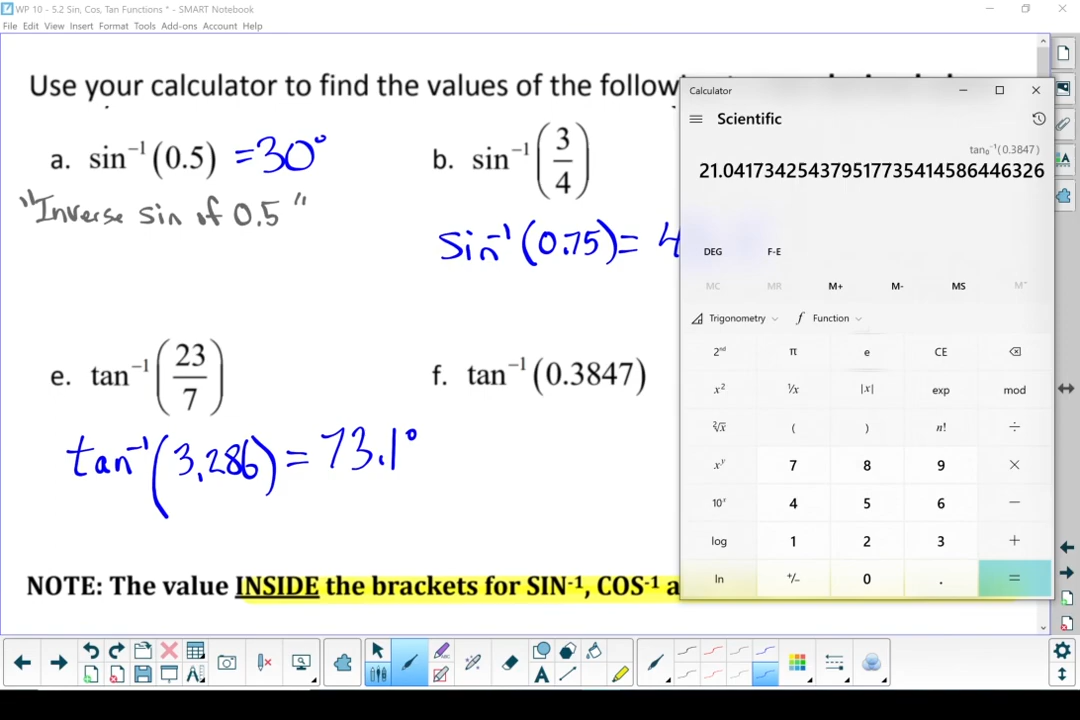 WP 10 - 5.2 Sin, Cos, Tan Functions * - SMART Notebook
File Edit View Insert Format Tools Add-ons Account Help
Use your calculator to find the values of the
a. sin⁻¹ (0.5) = 30°
"Inverse sin of 0.5"
b. sin⁻¹ (3/4)
sin⁻¹ (0.75) = 4
e. tan⁻¹ (23/7)
tan⁻¹ (3.286) = 73.1°
f. tan⁻¹ (0.3847)
NOTE: The value INSIDE the brackets for SIN-¹, COS-¹ a
Calculator
Scientific
tan₀⁻¹(0.3847)
21.041734254379517735414586446326
DEG F-E
MC MR M+ M- MS M˅
Trigonometry f Function
2ⁿᵈ π e CE
x² ¹/x |x| exp mod
²√x ( ) n! ÷
xʸ 7 8 9 ×
10ˣ 4 5 6 −
log 1 2 3 +
ln +/− 0 . =